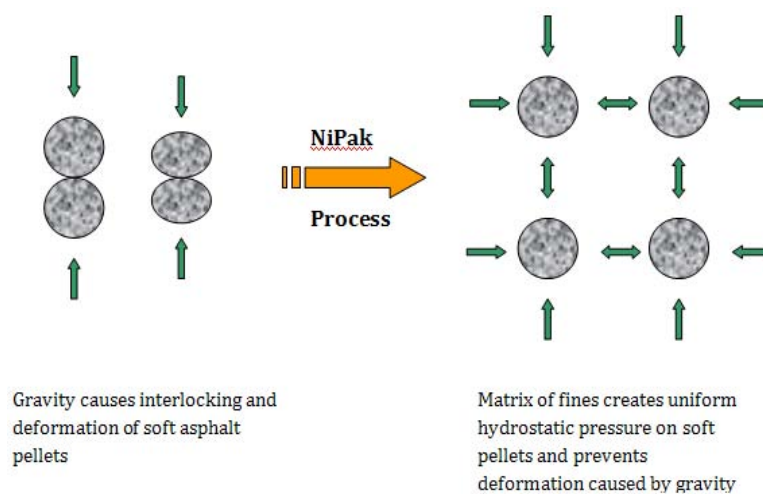 NiPak
Process
Gravity causes interlocking and
deformation of soft asphalt
pellets
Matrix of fines creates uniform
hydrostatic pressure on soft
pellets and prevents
deformation caused by gravity